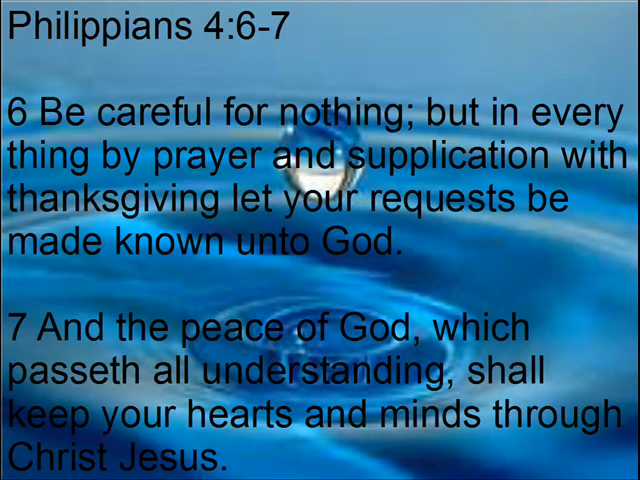 Philippians 4:6-7
6 Be careful for nothing; but in every
thing by prayer and supplication with
thanksgiving let your requests be
made known unto God.
7 And the peace of God, which
passeth all understanding, shall
keep your hearts and minds through
Christ Jesus.